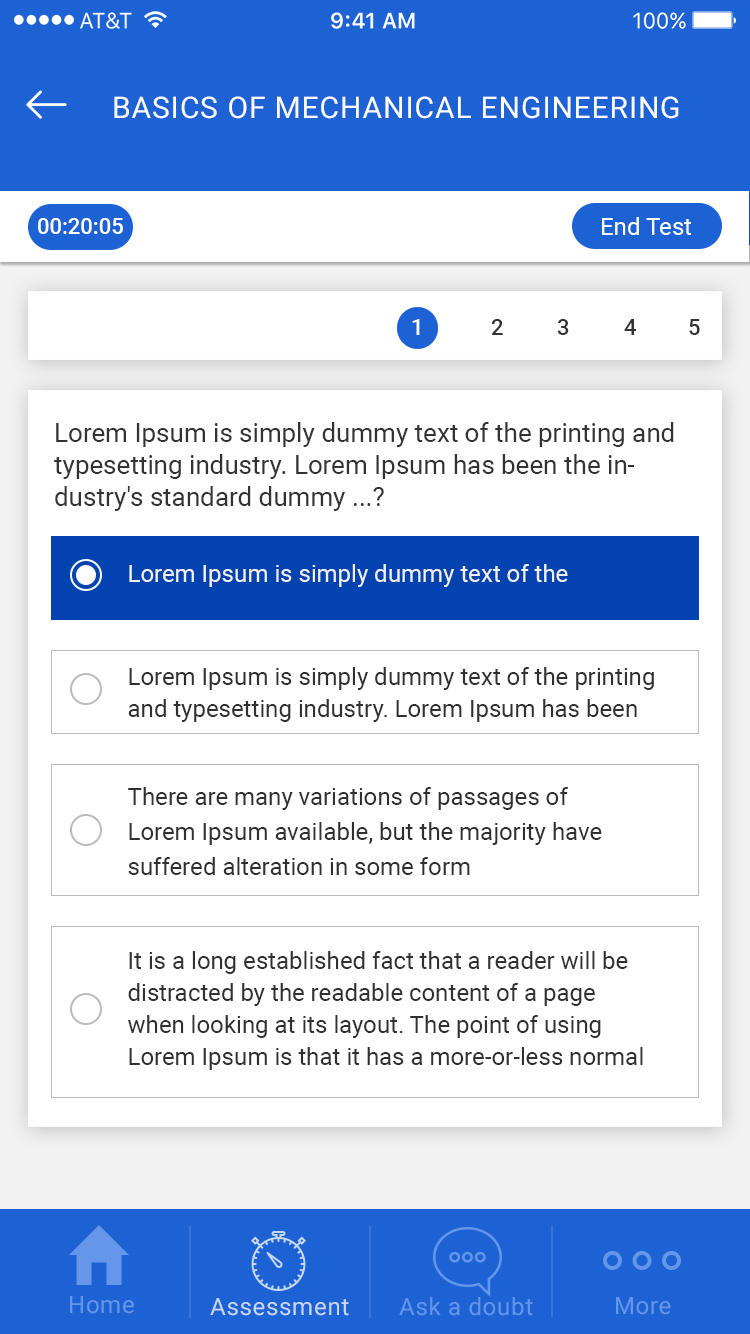 AT&T 9:41 AM 100%
BASICS OF MECHANICAL ENGINEERING
00:20:05 End Test
1 2 3 4 5
Lorem Ipsum is simply dummy text of the printing and
typesetting industry. Lorem Ipsum has been the in-
dustry's standard dummy ...?
Lorem Ipsum is simply dummy text of the
Lorem Ipsum is simply dummy text of the printing
and typesetting industry. Lorem Ipsum has been
There are many variations of passages of
Lorem Ipsum available, but the majority have
suffered alteration in some form
It is a long established fact that a reader will be
distracted by the readable content of a page
when looking at its layout. The point of using
Lorem Ipsum is that it has a more-or-less normal
Home Assessment Ask a doubt More